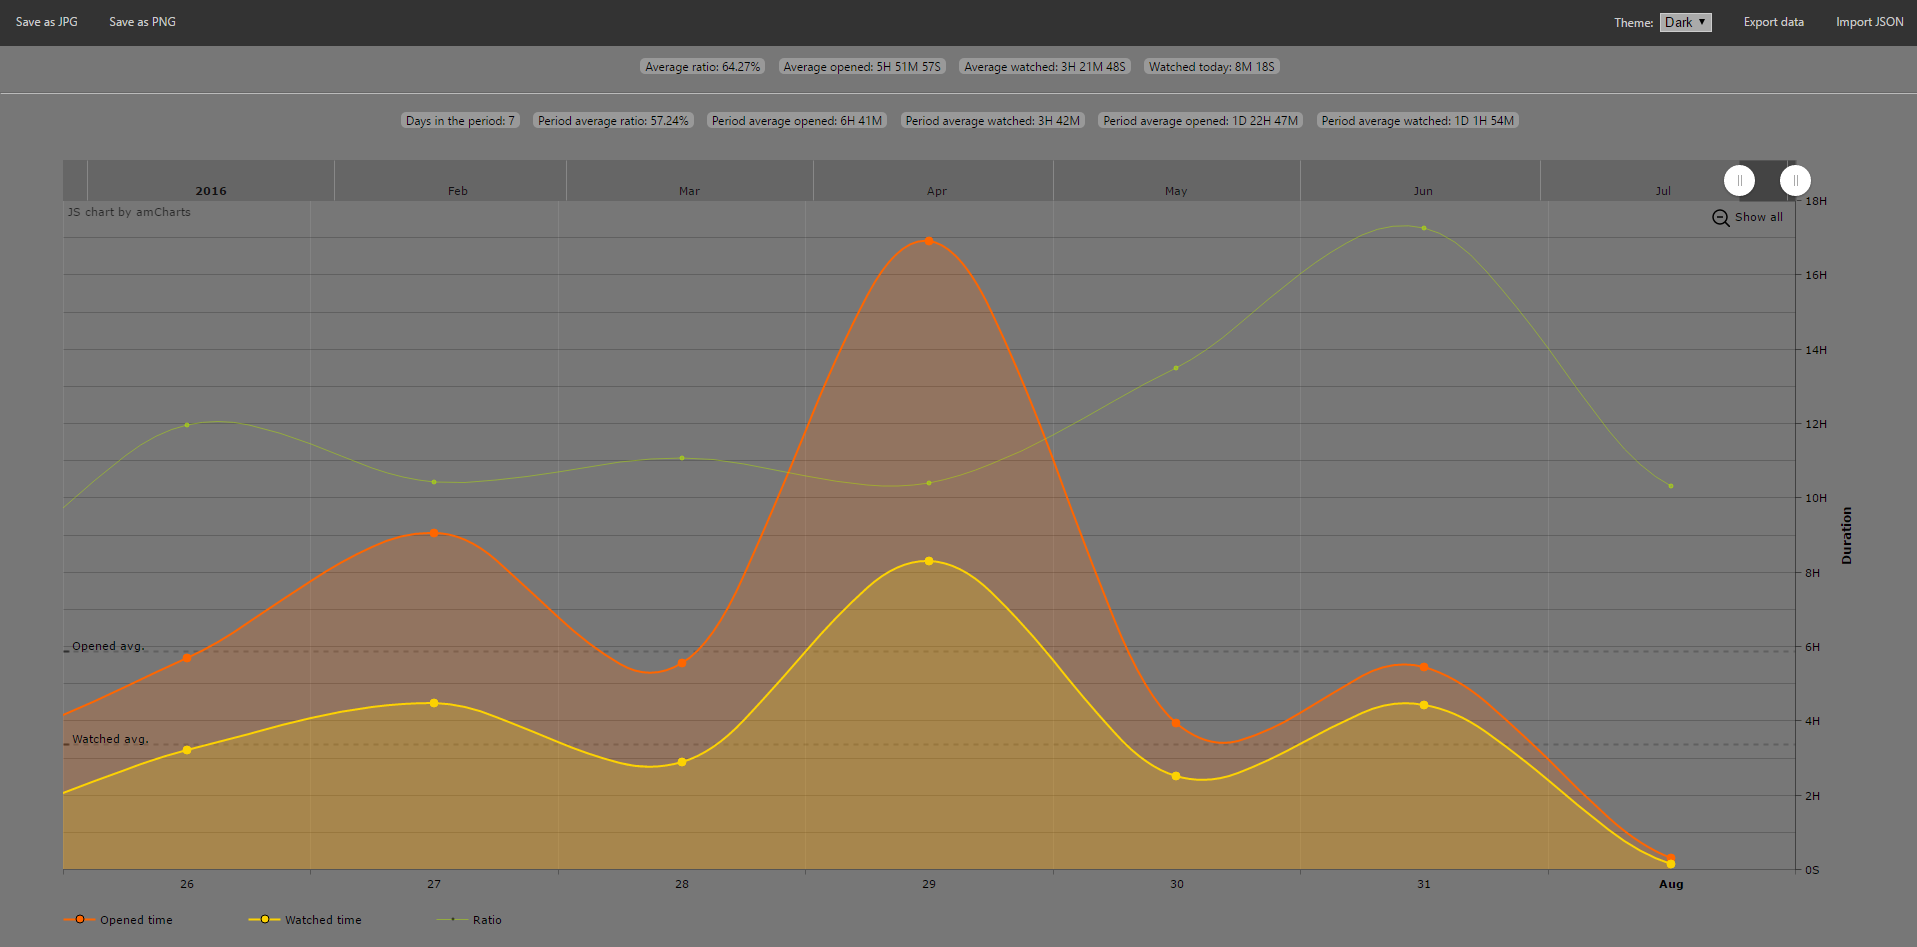 Save as JPG Save as PNG Theme: Dark ▼ Export data Import JSON
Average ratio: 64.27% Average opened: 5H 51M 57S Average watched: 3H 21M 48S Watched today: 8M 18S
Days in the period: 7 Period average ratio: 57.24% Period average opened: 6H 41M Period average watched: 3H 42M Period average opened: 1D 22H 47M Period average watched: 1D 1H 54M
2016 Feb Mar Apr May Jun Jul
18H
JS chart by amCharts
Show all
16H
14H
12H
10H
Duration
8H
Opened avg.
6H
4H
Watched avg.
2H
0S
26 27 28 29 30 31 Aug
Opened time Watched time Ratio